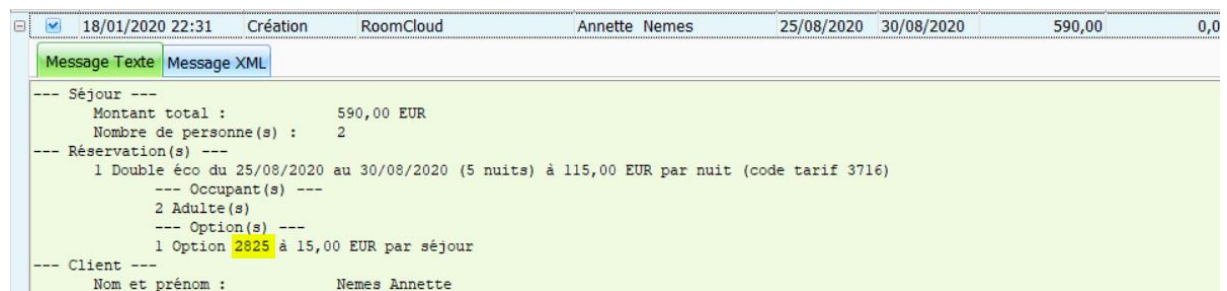 18/01/2020 22:31 Création RoomCloud Annette Nemes 25/08/2020 30/08/2020 590,00 0,0
Message Texte Message XML
--- Séjour ---
Montant total : 590,00 EUR
Nombre de personne(s) : 2
--- Réservation(s) ---
1 Double éco du 25/08/2020 au 30/08/2020 (5 nuits) à 115,00 EUR par nuit (code tarif 3716)
--- Occupant(s) ---
2 Adulte(s)
--- Option(s) ---
1 Option 2825 à 15,00 EUR par séjour
--- Client ---
Nom et prénom : Nemes Annette